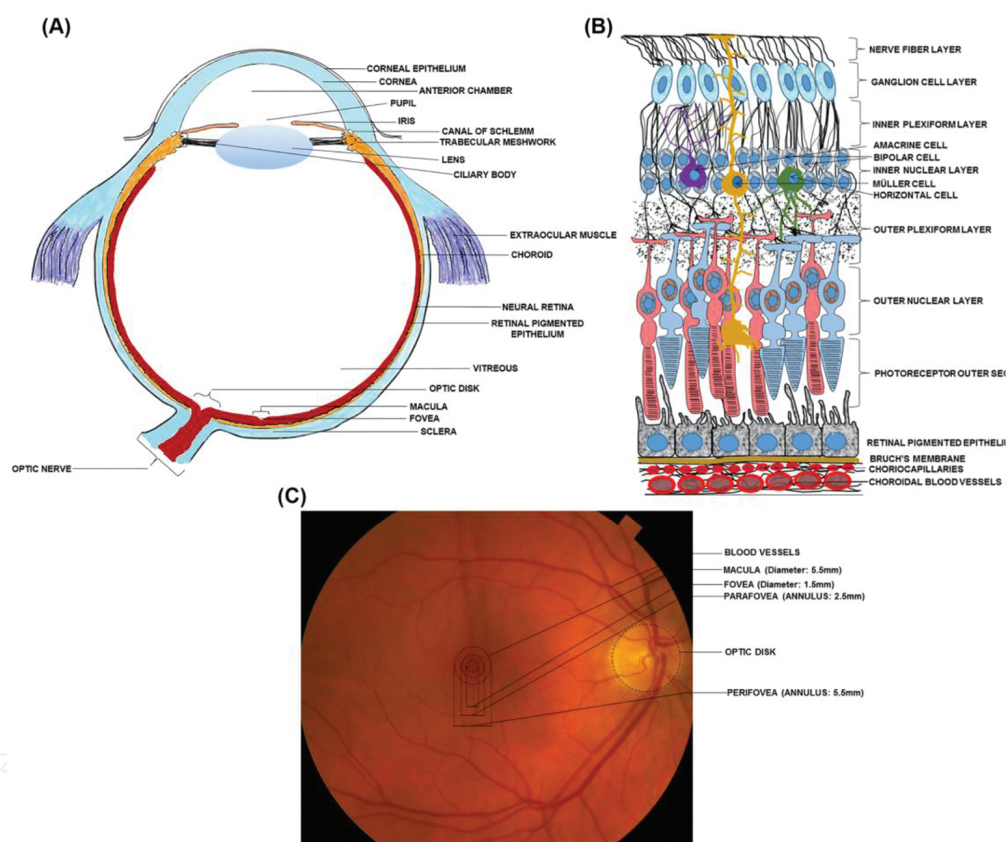 (A)
CORNEAL EPITHELIUM
CORNEA
ANTERIOR CHAMBER
PUPIL
IRIS
CANAL OF SCHLEMM
TRABECULAR MESHWORK
LENS
CILIARY BODY
EXTRAOCULAR MUSCLE
CHOROID
NEURAL RETINA
RETINAL PIGMENTED
EPITHELIUM
VITREOUS
OPTIC DISK
MACULA
FOVEA
SCLERA
OPTIC NERVE
(B)
NERVE FIBER LAYER
GANGLION CELL LAYER
INNER PLEXIFORM LAYER
AMACRINE CELL
BIPOLAR CELL
INNER NUCLEAR LAYER
MÜLLER CELL
HORIZONTAL CELL
OUTER PLEXIFORM LAYER
OUTER NUCLEAR LAYER
PHOTORECEPTOR OUTER SEG
RETINAL PIGMENTED EPITHELI
BRUCH'S MEMBRANE
CHORIOCAPILLARIES
CHOROIDAL BLOOD VESSELS
(C)
BLOOD VESSELS
MACULA (Diameter: 5.5mm)
FOVEA (Diameter: 1.5mm)
PARAFOVEA (ANNULUS: 2.5mm)
OPTIC DISK
PERIFOVEA (ANNULUS: 5.5mm)